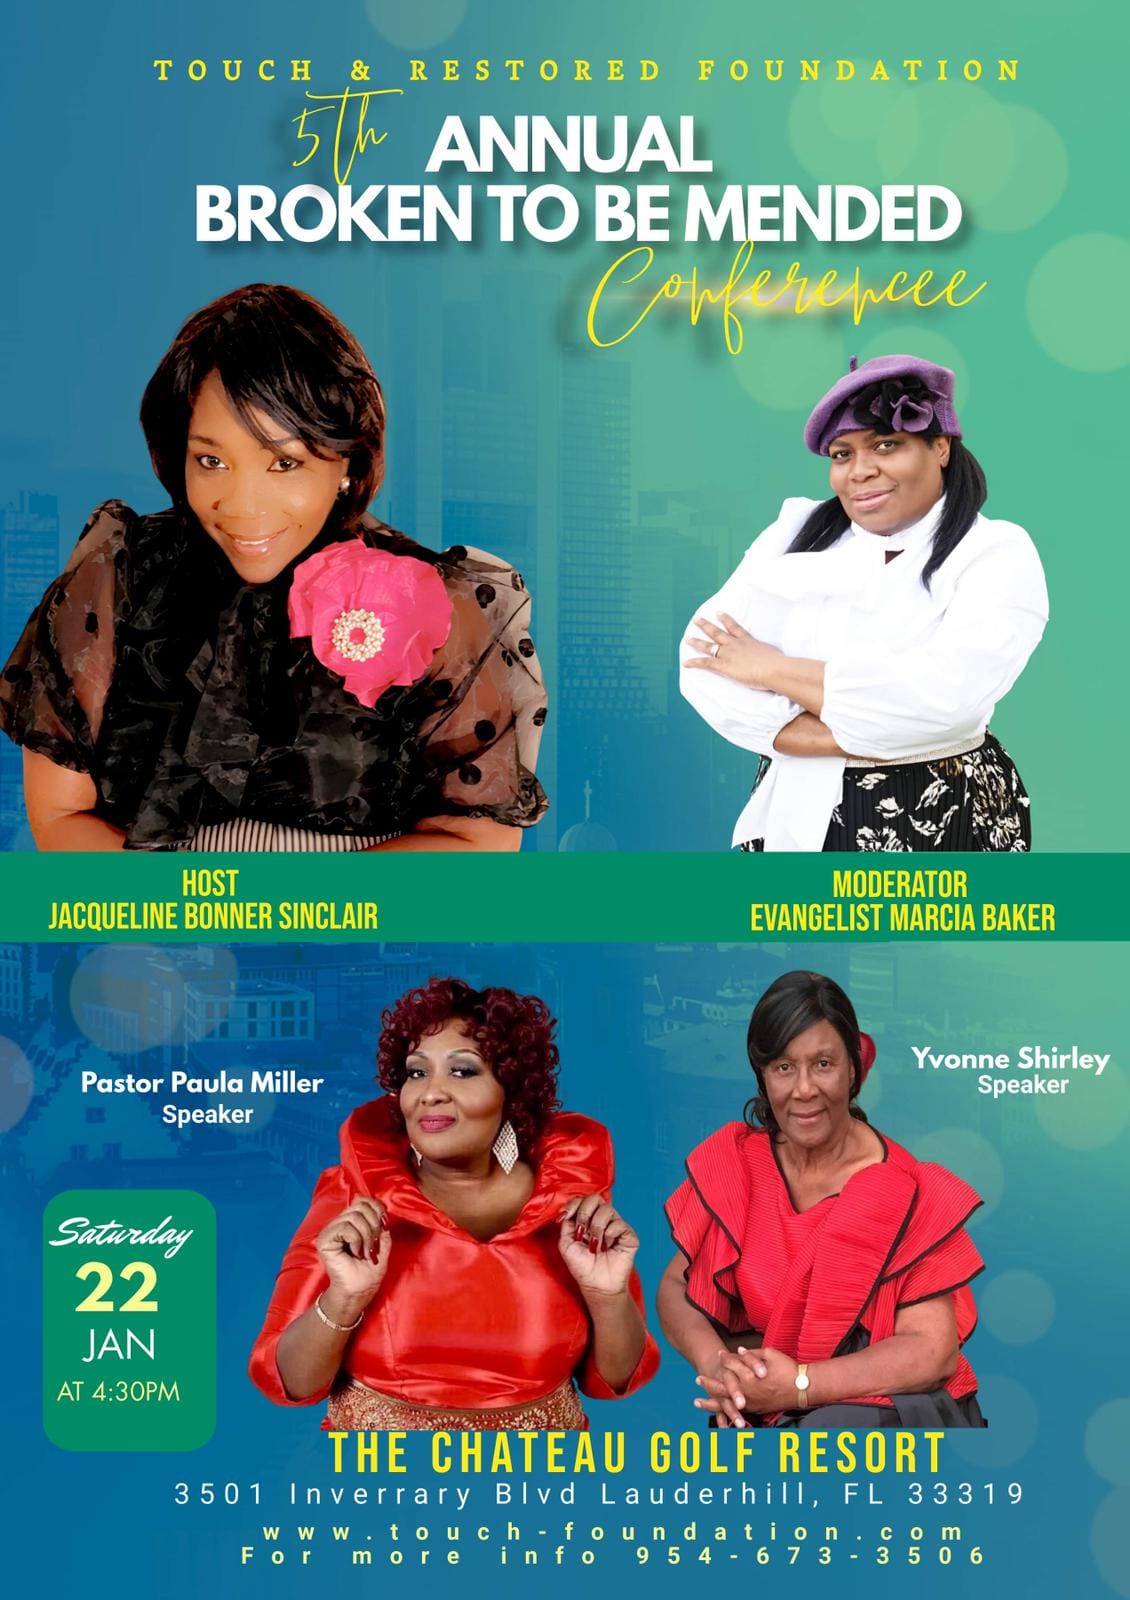 TOUCH & RESTORED FOUNDATION
5th ANNUAL
BROKEN TO BE MENDED
Conferencee
HOST
JACQUELINE BONNER SINCLAIR
MODERATOR
EVANGELIST MARCIA BAKER
Pastor Paula Miller
Speaker
Yvonne Shirley
Speaker
Saturday
22
JAN
AT 4:30PM
THE CHATEAU GOLF RESORT
3501 Inverrary Blvd Lauderhill, FL 33319
www.touch-foundation.com
For more info 954-673-3506